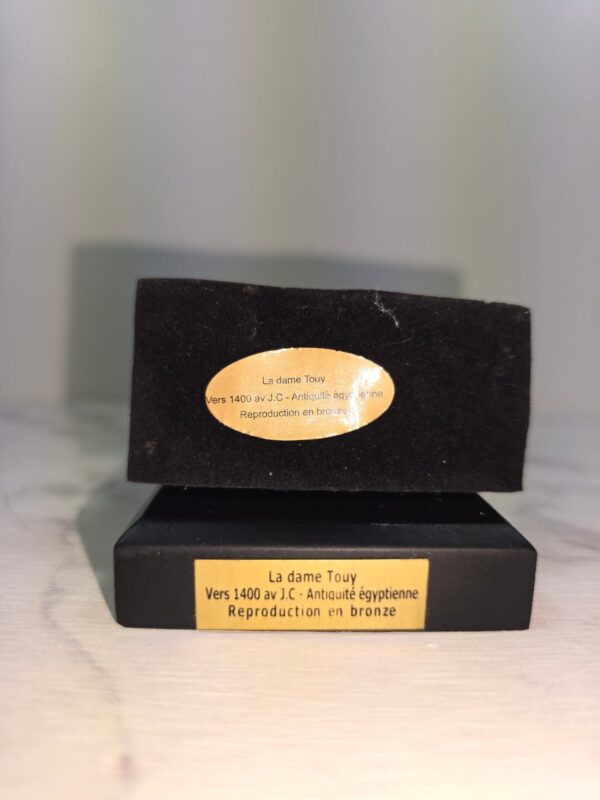 La dame Touy
Vers 1400 av J.C - Antiquité égyptienne
Reproduction en bronze
La dame Touy
Vers 1400 av J.C - Antiquité égyptienne
Reproduction en bronze